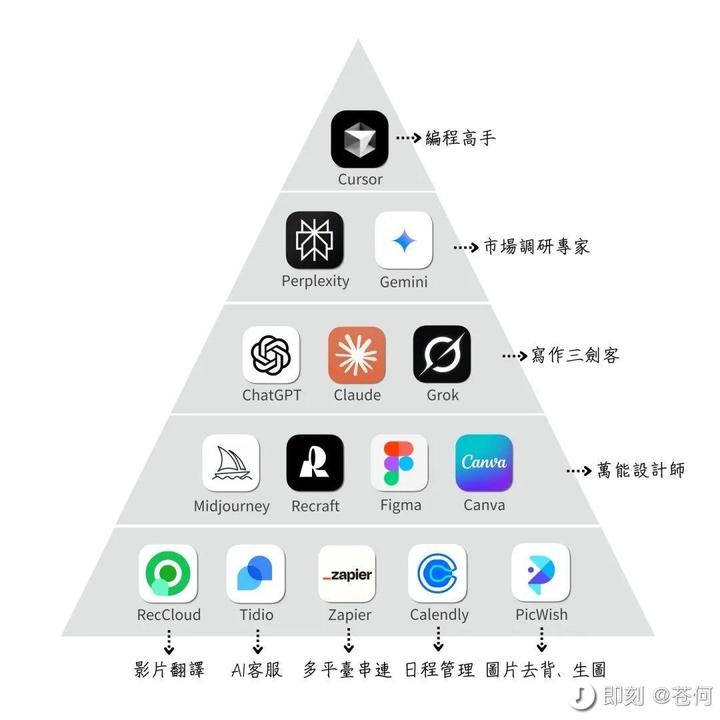 編程高手
Cursor
市場調研專家
Perplexity Gemini
寫作三劍客
ChatGPT Claude Grok
Canva
萬能設計師
Midjourney Recraft Figma Canva
zapier
RecCloud Tidio Zapier Calendly PicWish
影片翻譯 AI客服 多平臺串連 日程管理 圖片去背、生圖
即刻 @苍何